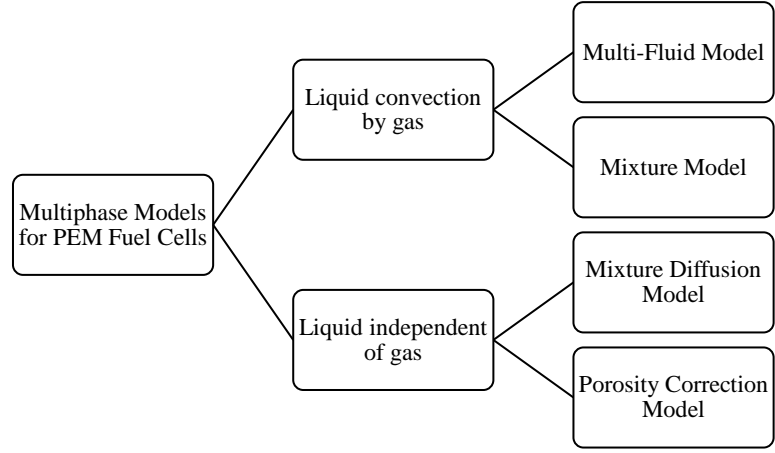 Multiphase Models
for PEM Fuel Cells
Liquid convection
by gas
Multi-Fluid Model
Mixture Model
Liquid independent
of gas
Mixture Diffusion
Model
Porosity Correction
Model